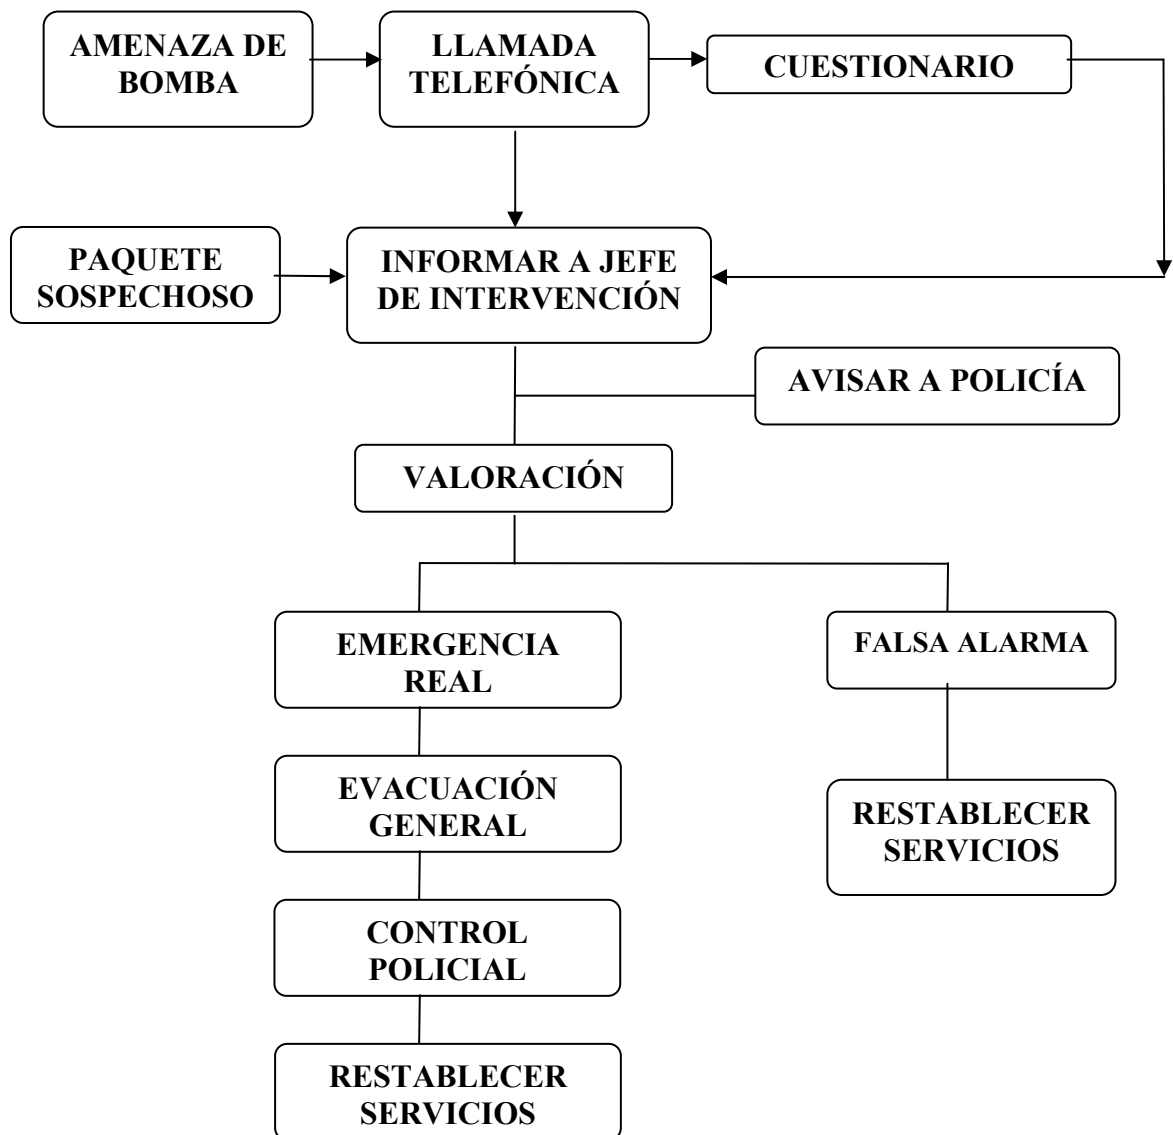 AMENAZA DE
BOMBA
LLAMADA
TELEFÓNICA
CUESTIONARIO
PAQUETE
SOSPECHOSO
INFORMAR A JEFE
DE INTERVENCIÓN
AVISAR A POLICÍA
VALORACIÓN
EMERGENCIA
REAL
FALSA ALARMA
EVACUACIÓN
GENERAL
RESTABLECER
SERVICIOS
CONTROL
POLICIAL
RESTABLECER
SERVICIOS